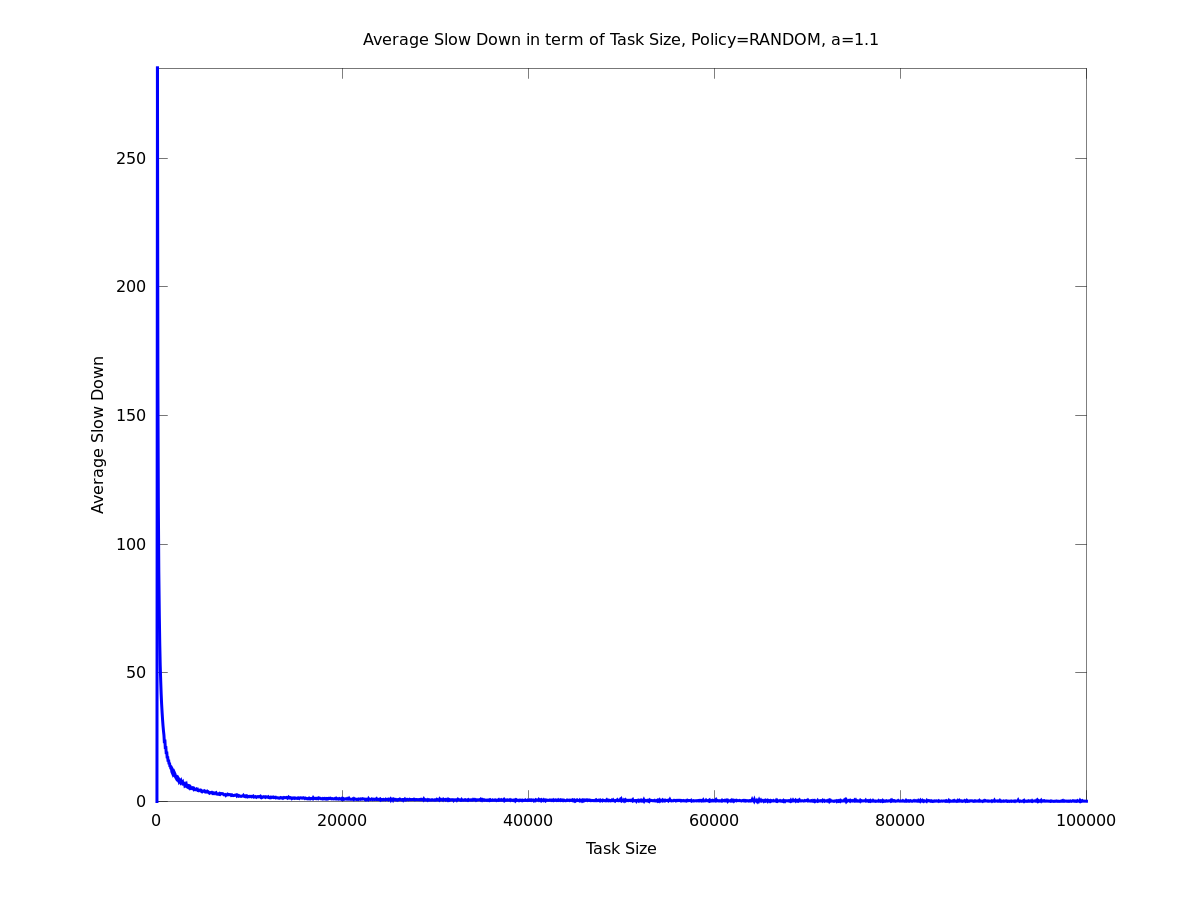 Average Slow Down in term of Task Size, Policy=RANDOM, a=1.1
250
200
150
100
50
0
Average Slow Down
0 20000 40000 60000 80000 100000
Task Size